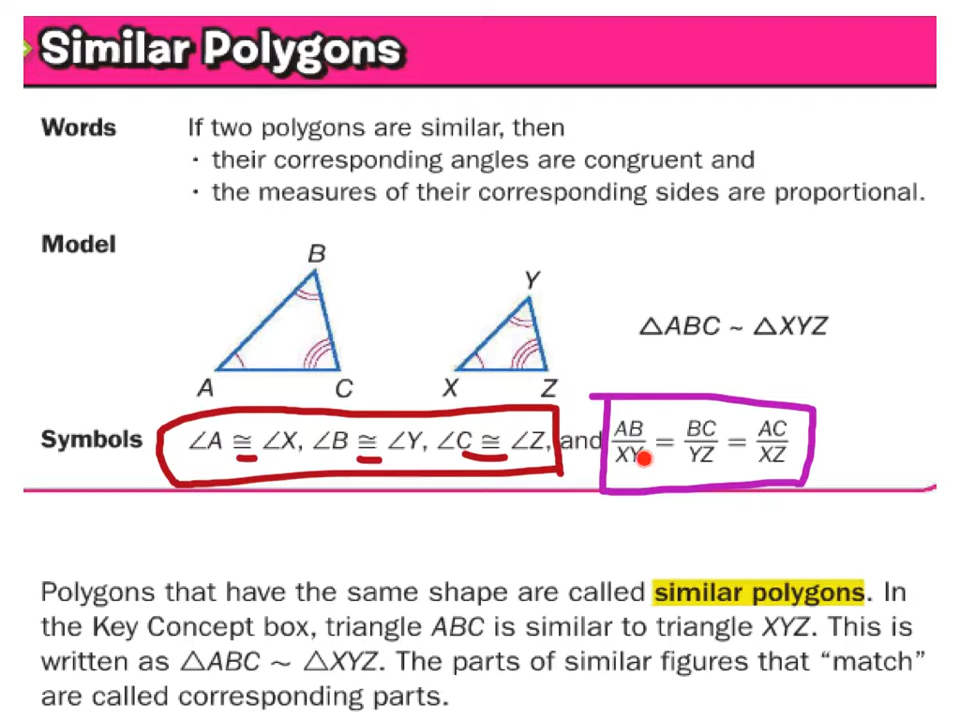 Similar Polygons
Words If two polygons are similar, then
· their corresponding angles are congruent and
· the measures of their corresponding sides are proportional.
Model
B
Y
△ABC ~ △XYZ
A C X Z
Symbols ∠A ≅ ∠X, ∠B ≅ ∠Y, ∠C ≅ ∠Z, and AB/XY = BC/YZ = AC/XZ
Polygons that have the same shape are called similar polygons. In
the Key Concept box, triangle ABC is similar to triangle XYZ. This is
written as △ABC ~ △XYZ. The parts of similar figures that “match”
are called corresponding parts.